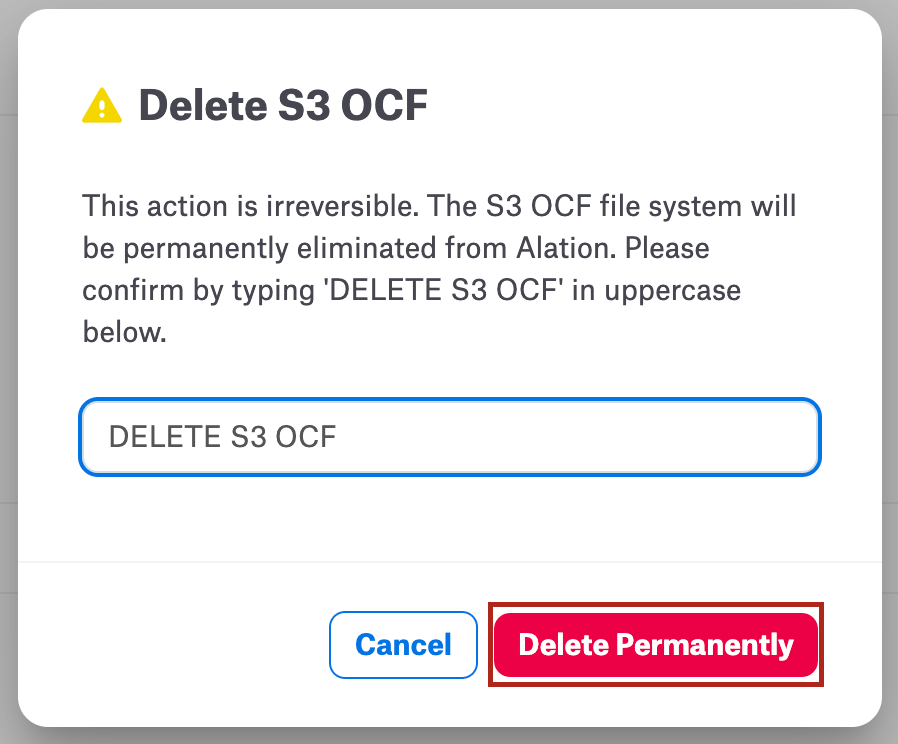 Delete S3 OCF
This action is irreversible. The S3 OCF file system will
be permanently eliminated from Alation. Please
confirm by typing 'DELETE S3 OCF' in uppercase
below.
DELETE S3 OCF
Cancel
Delete Permanently